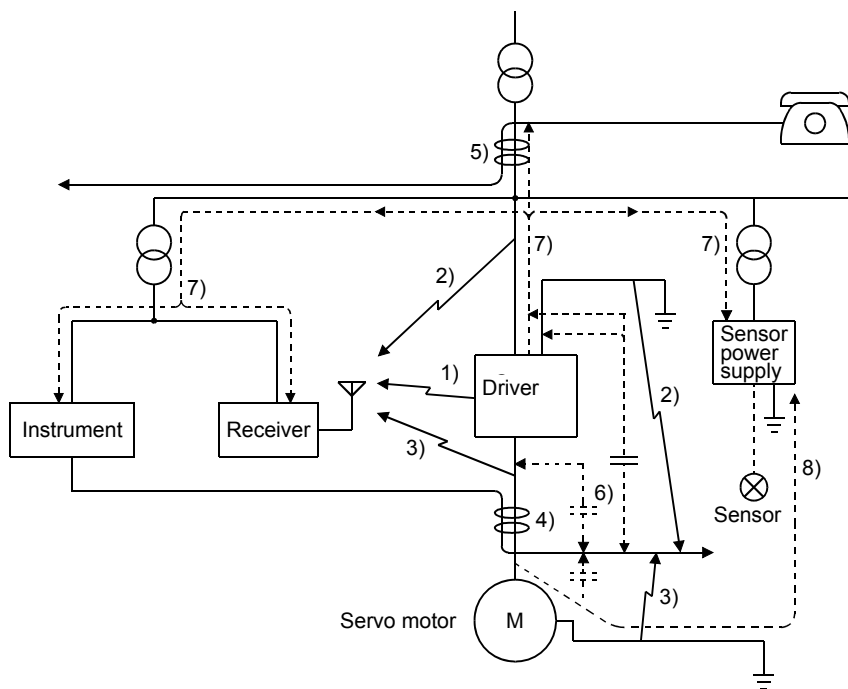 5)
7)
7)
2)
7)
Sensor
power
supply
1)
Driver
2)
Instrument
Receiver
3)
6)
8)
4)
Sensor
3)
Servo motor
M